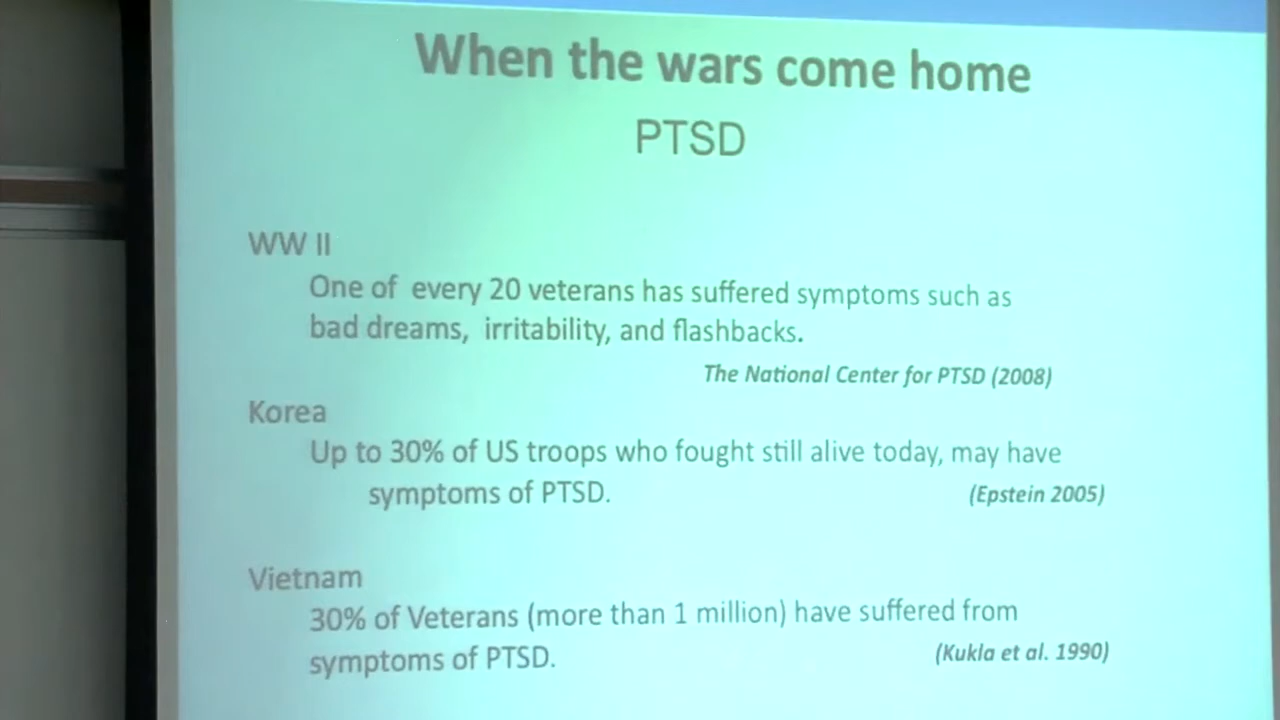 When the wars come home
PTSD
WW II
One of every 20 veterans has suffered symptoms such as
bad dreams, irritability, and flashbacks.
The National Center for PTSD (2008)
Korea
Up to 30% of US troops who fought still alive today, may have
symptoms of PTSD.
(Epstein 2005)
Vietnam
30% of Veterans (more than 1 million) have suffered from
symptoms of PTSD.
(Kukla et al. 1990)